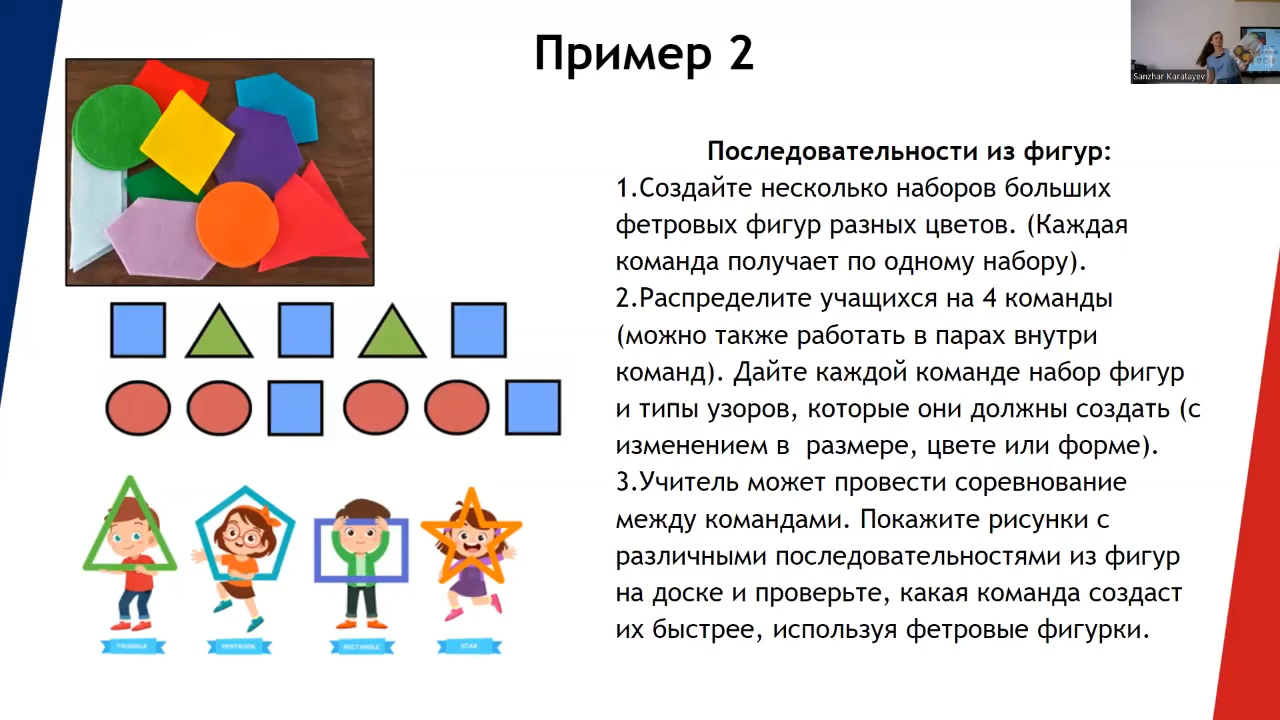 Пример 2
Sanzhar Karatayev
Последовательности из фигур:
1.Создайте несколько наборов больших
фетровых фигур разных цветов. (Каждая
команда получает по одному набору).
2.Распределите учащихся на 4 команды
(можно также работать в парах внутри
команд). Дайте каждой команде набор фигур
и типы узоров, которые они должны создать (с
изменением в  размере, цвете или форме).
3.Учитель может провести соревнование
между командами. Покажите рисунки с
различными последовательностями из фигур
на доске и проверьте, какая команда создаст
их быстрее, используя фетровые фигурки.
TRIANGLE
PENTAGON
RECTANGLE
STAR